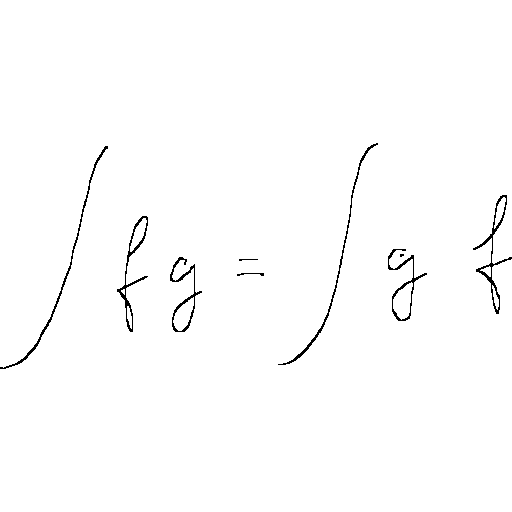 ∫ f g = ∫ g f